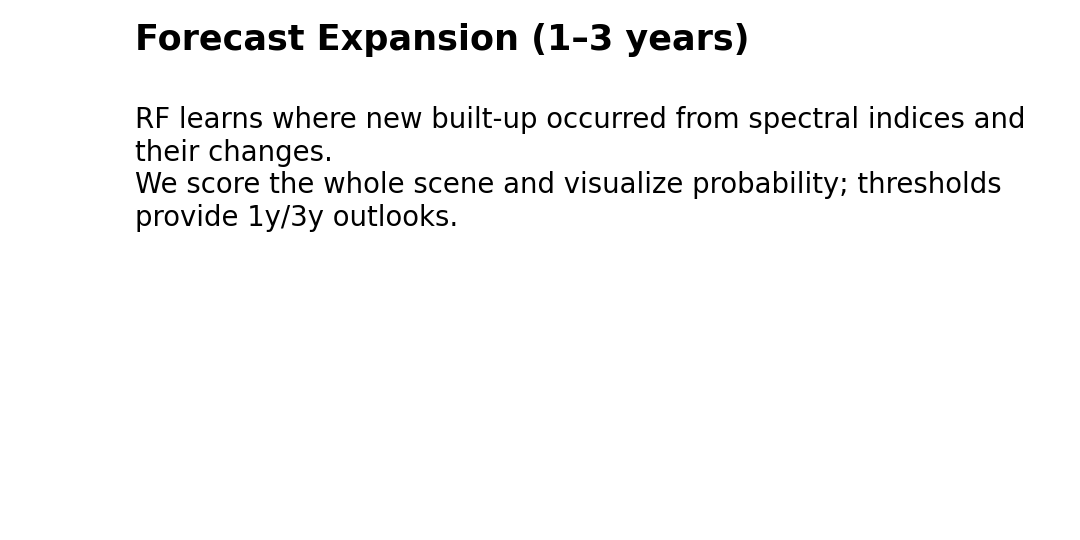 Forecast Expansion (1–3 years)
RF learns where new built-up occurred from spectral indices and
their changes.
We score the whole scene and visualize probability; thresholds
provide 1y/3y outlooks.